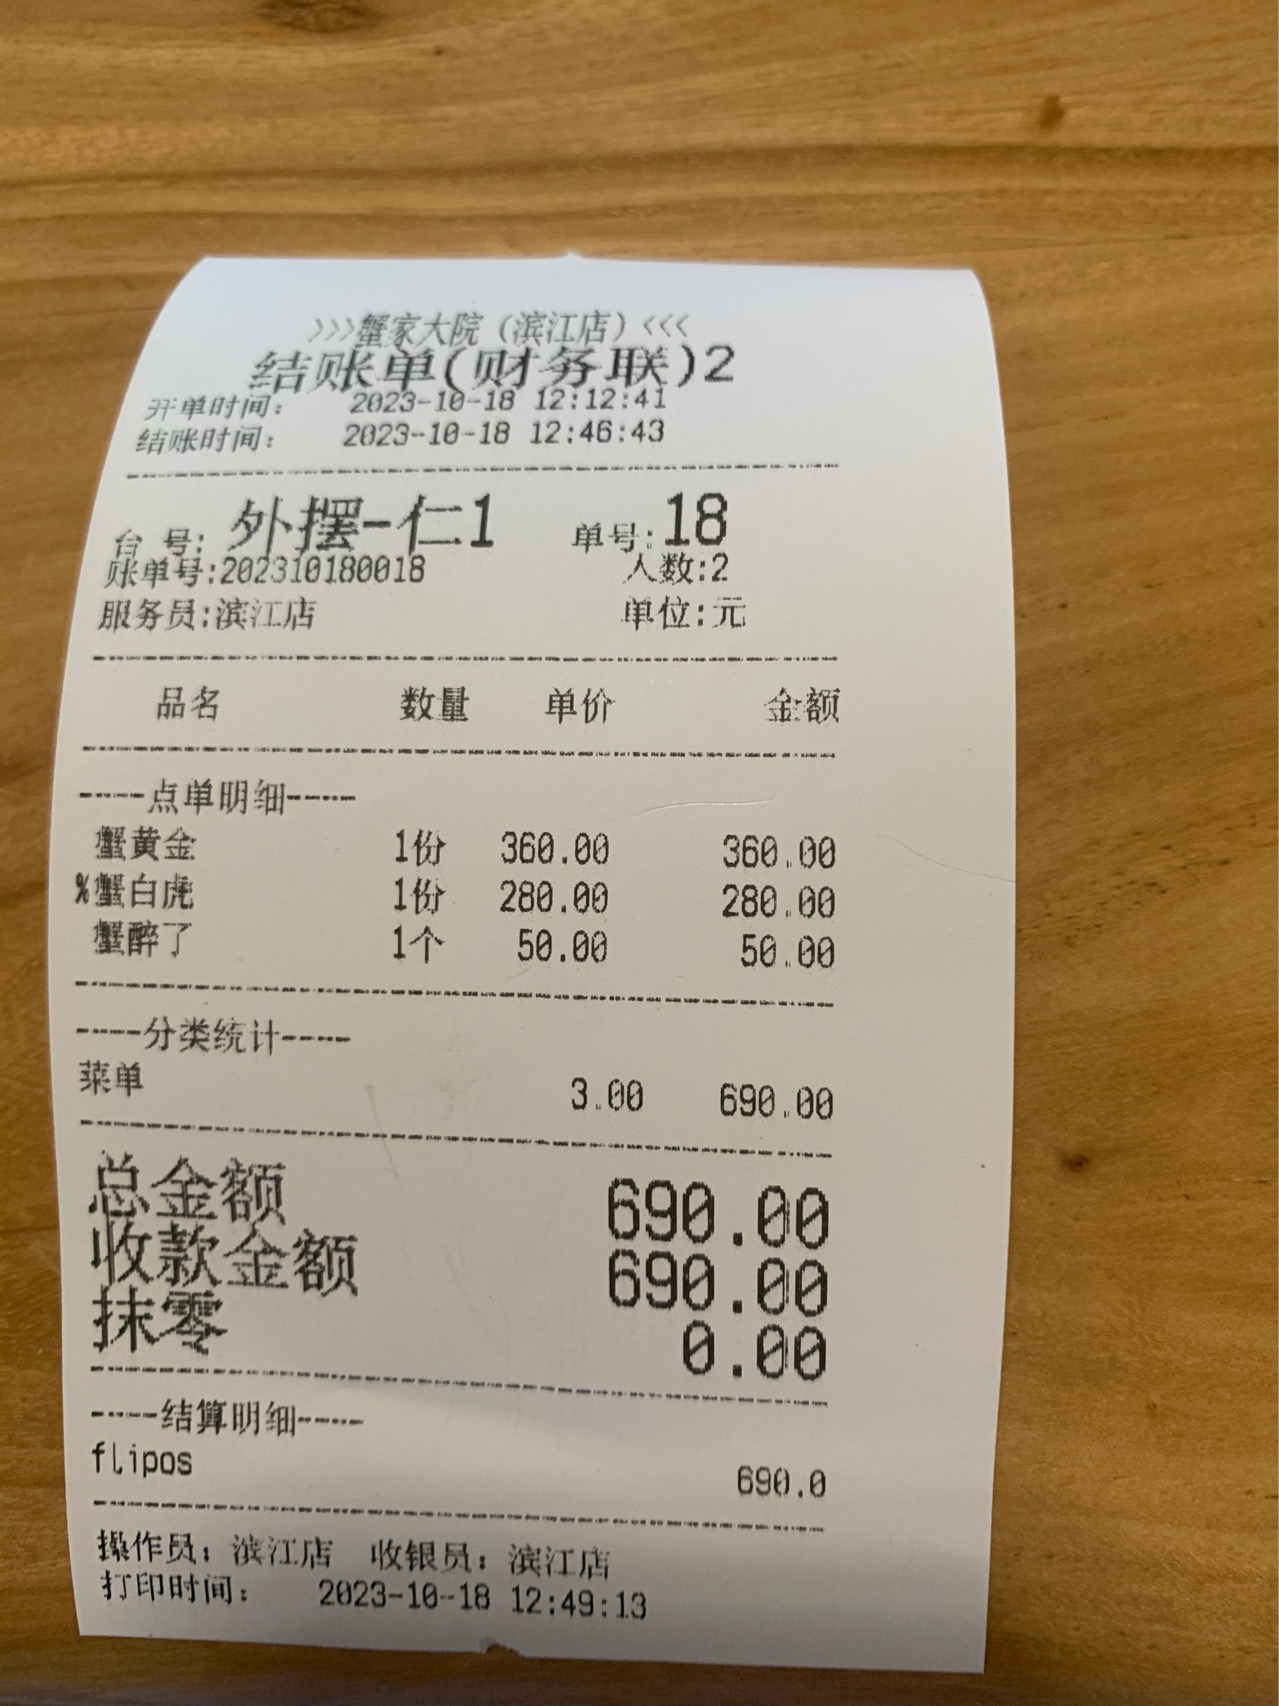 >>>蟹家大院(滨江店)<<<
结账单(财务联)2
开单时间: 2023-10-18 12:12:41
结账时间: 2023-10-18 12:46:43
台 号: 外摆-仁1 单号:18
账单号:202310180018 人数:2
服务员:滨江店 单位:元
品名 数量 单价 金额
----点单明细----
蟹黄金 1份 360.00 360.00
%蟹白虎 1份 280.00 280.00
蟹醉了 1个 50.00 50.00
----分类统计----
菜单 3.00 690.00
总金额 690.00
收款金额 690.00
抹零 0.00
----结算明细----
flipos 690.0
操作员: 滨江店 收银员: 滨江店
打印时间: 2023-10-18 12:49:13